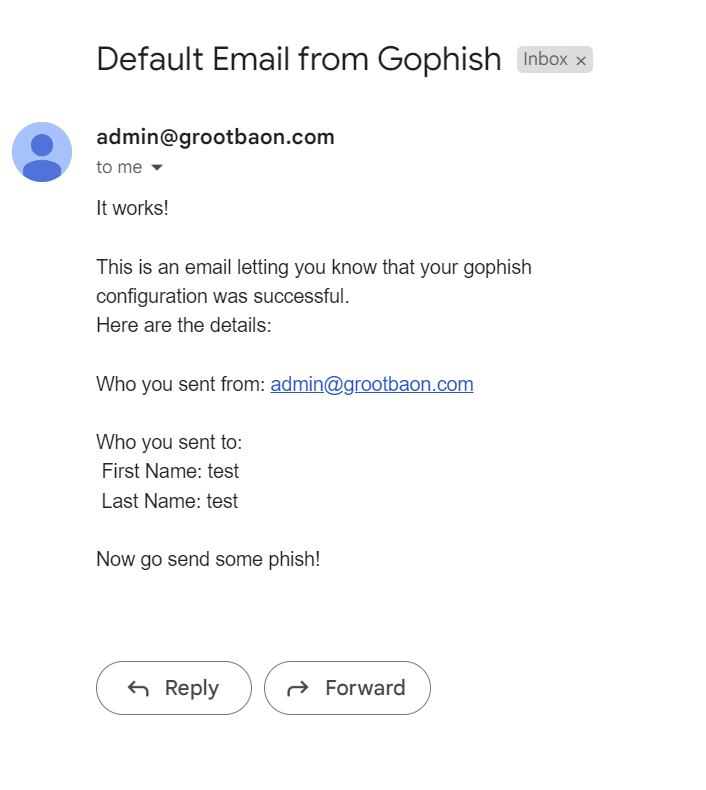 Default Email from Gophish Inbox ×
admin@grootbaon.com
to me
It works!
This is an email letting you know that your gophish
configuration was successful.
Here are the details:
Who you sent from: admin@grootbaon.com
Who you sent to:
First Name: test
Last Name: test
Now go send some phish!
Reply Forward